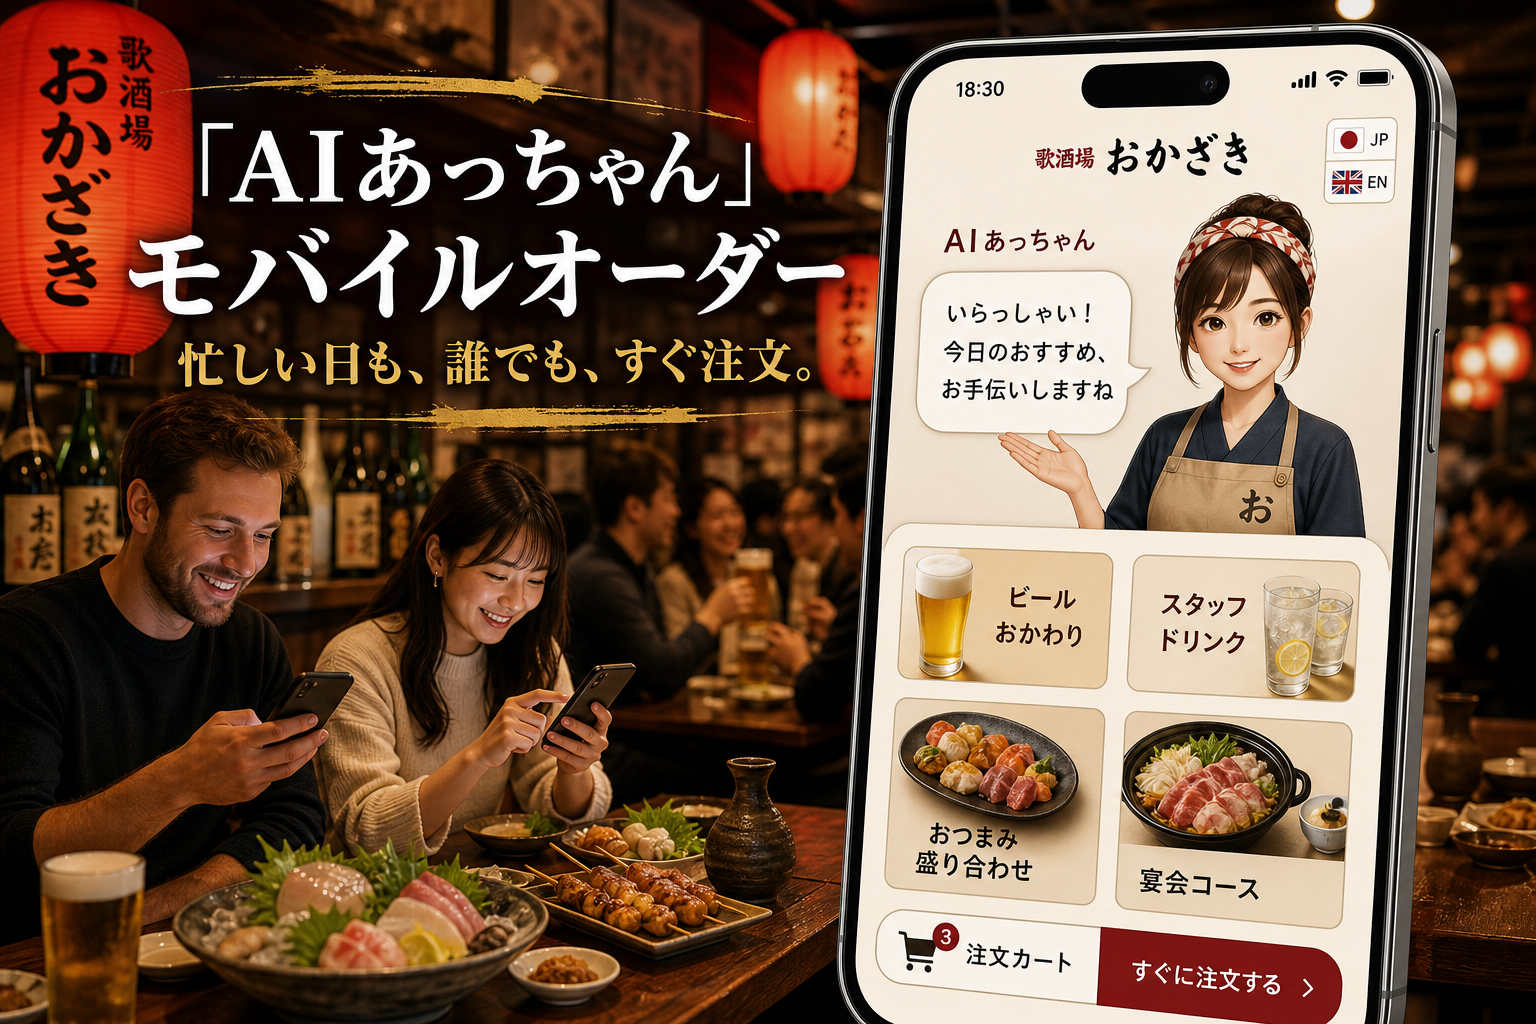 歌酒場
おかざき
「AIあっちゃん」
モバイルオーダー
忙しい日も、誰でも、すぐ注文。
18:30
JP
EN
歌酒場 おかざき
AIあっちゃん
いらっしゃい！
今日のおすすめ、
お手伝いしますね
お
ビール
おかわり
スタッフ
ドリンク
おつまみ
盛り合わせ
宴会コース
3
注文カート
すぐに注文する